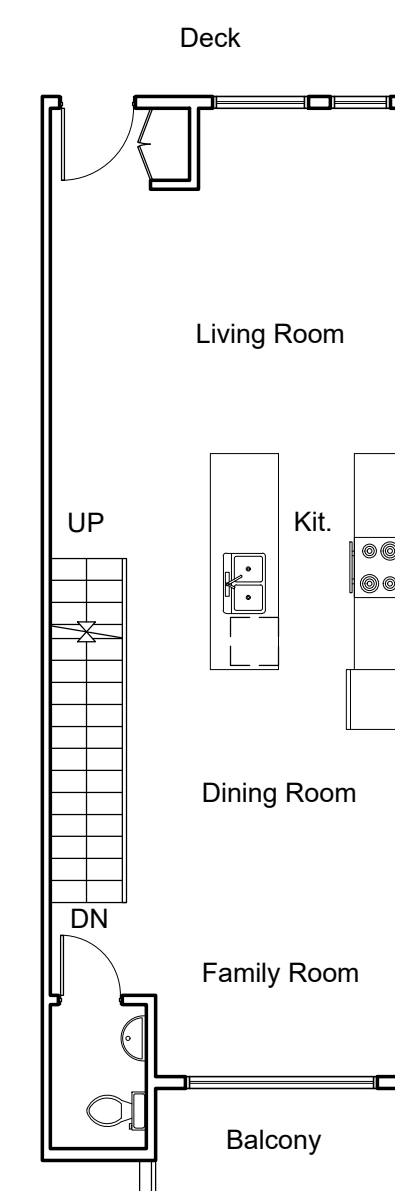 Deck
Living Room
UP
Kit.
Dining Room
DN
Family Room
Balcony